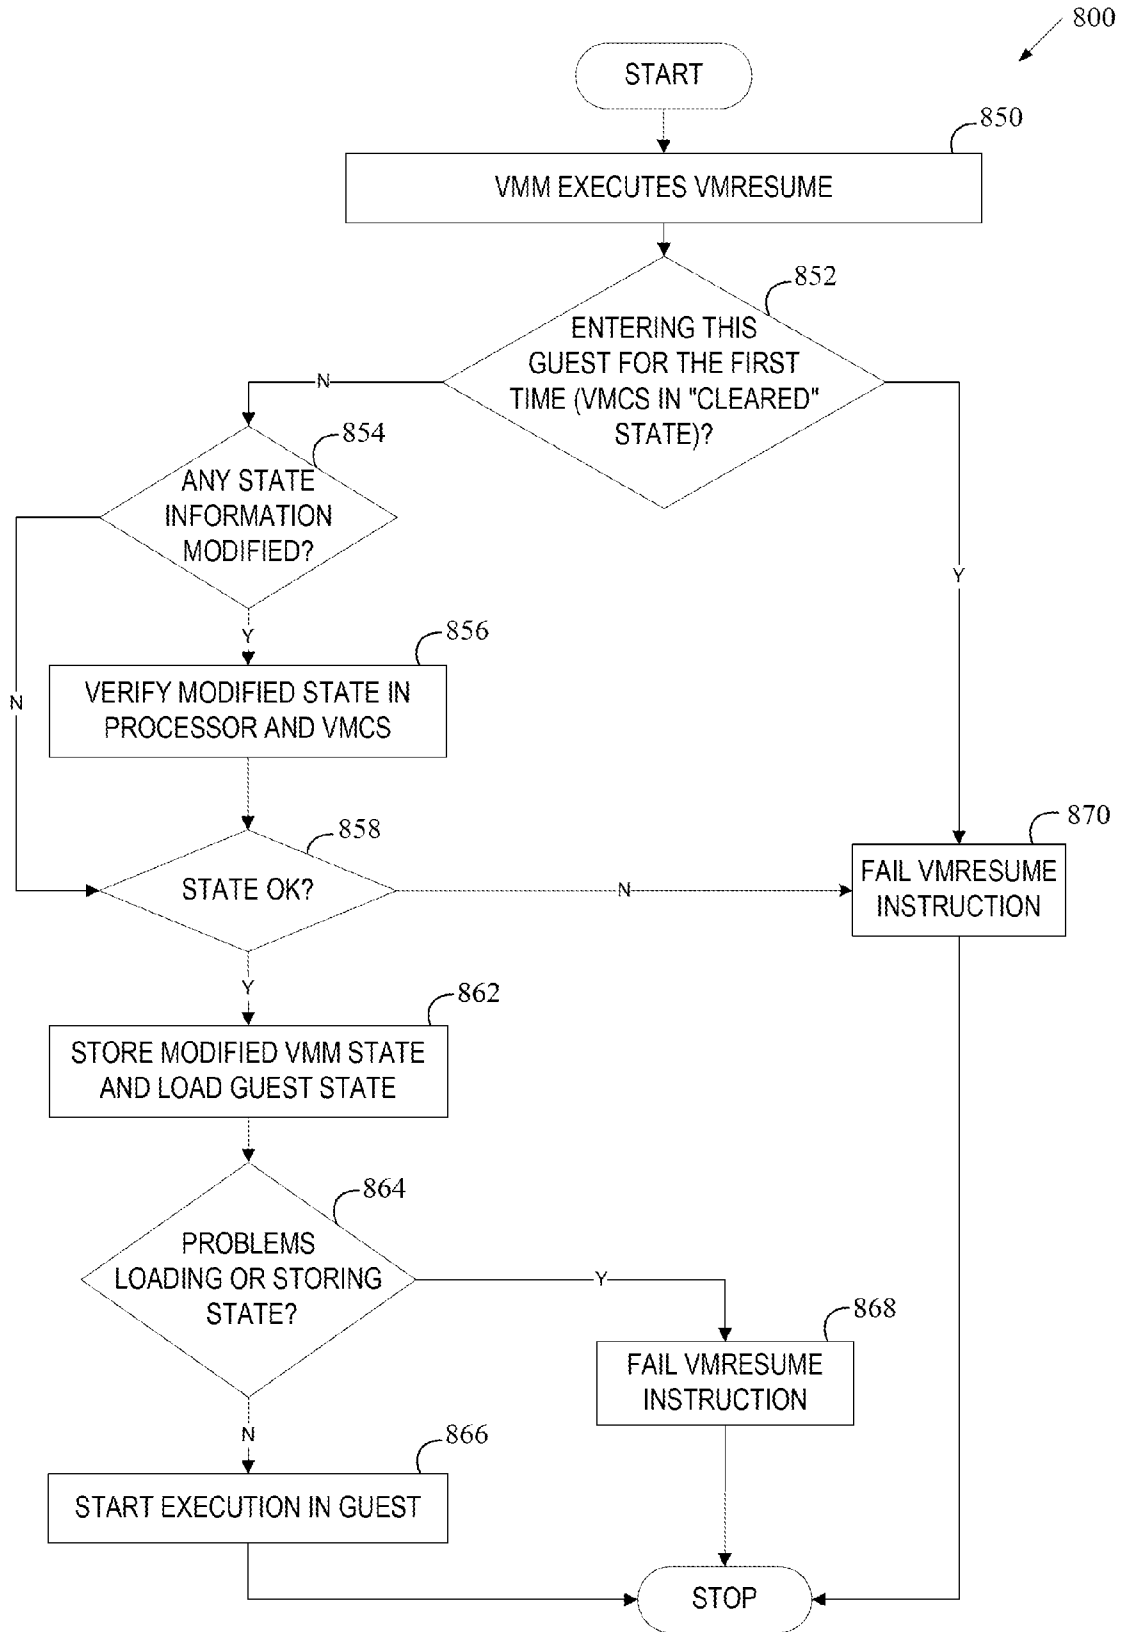 800
START
850
VMM EXECUTES VMRESUME
852
ENTERING THIS
GUEST FOR THE FIRST
TIME (VMCS IN "CLEARED"
STATE)?
N
Y
854
ANY STATE
INFORMATION
MODIFIED?
Y
N
856
VERIFY MODIFIED STATE IN
PROCESSOR AND VMCS
858
STATE OK?
N
870
FAIL VMRESUME
INSTRUCTION
Y
862
STORE MODIFIED VMM STATE
AND LOAD GUEST STATE
864
PROBLEMS
LOADING OR STORING
STATE?
Y
868
FAIL VMRESUME
INSTRUCTION
N
866
START EXECUTION IN GUEST
STOP